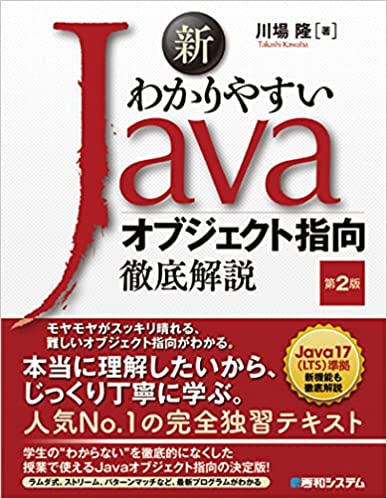 新
川場 隆[著]
Takashi Kawaba
わかりやすい
Java
オブジェクト指向
徹底解説
第2版
モヤモヤがスッキリ晴れる、
難しいオブジェクト指向がわかる。
本当に理解したいから、
じっくり丁寧に学ぶ。
人気No.1の完全独習テキスト
Java17
(LTS)準拠
新機能も
徹底解説
学生の"わからない"を徹底的になくした
授業で使えるJavaオブジェクト指向の決定版!
ラムダ式、ストリーム、パターンマッチなど、最新プログラムがわかる
秀和システム